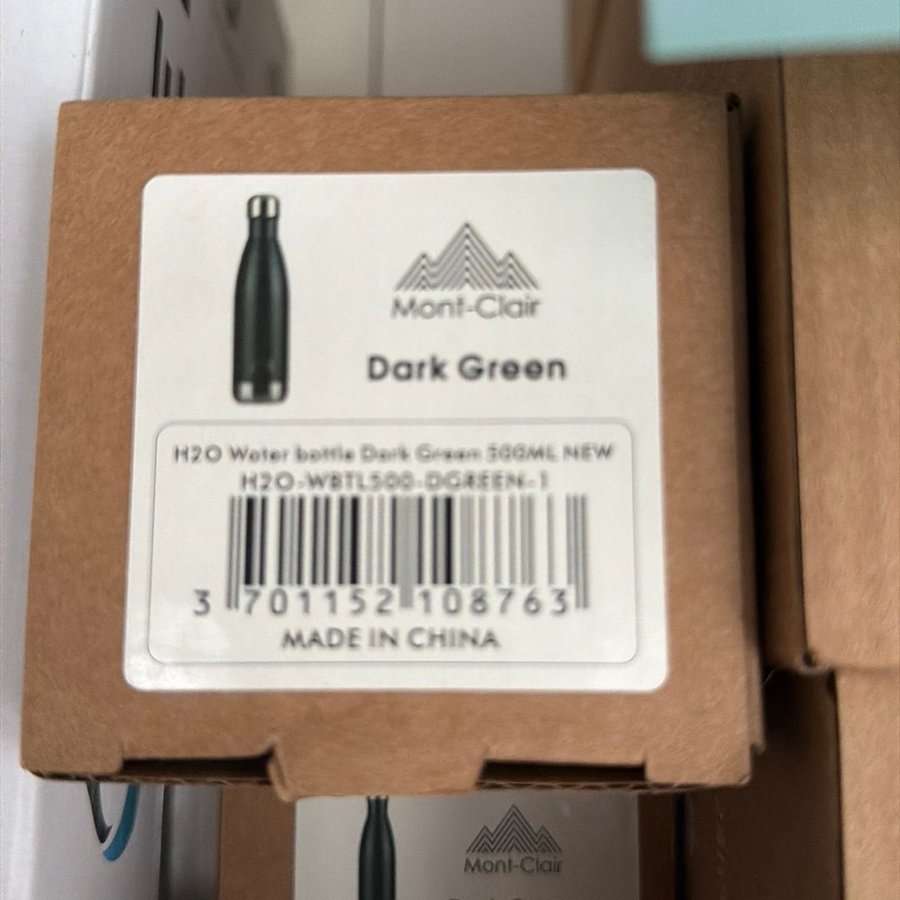 Mont-Clair
Dark Green
H2O Water bottle Dark Green 500ML NEW
H2O-WBTL500-DGREEN-1
3 701152 108763
MADE IN CHINA
Mont-Clair